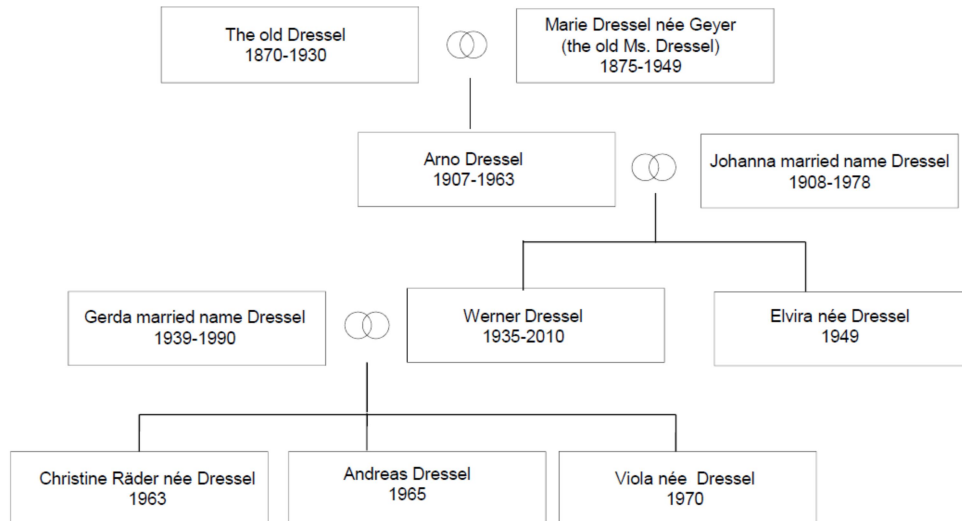 The old Dressel
1870-1930
Marie Dressel née Geyer
(the old Ms. Dressel)
1875-1949
Arno Dressel
1907-1963
Johanna married name Dressel
1908-1978
Gerda married name Dressel
1939-1990
Werner Dressel
1935-2010
Elvira née Dressel
1949
Christine Räder née Dressel
1963
Andreas Dressel
1965
Viola née  Dressel
1970